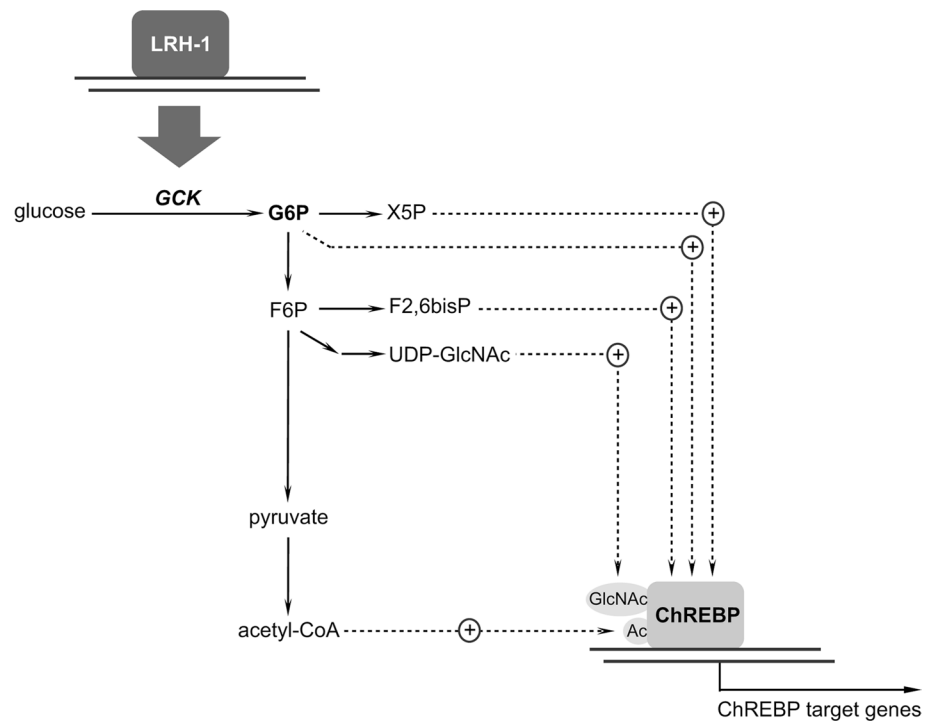 LRH-1
GCK
glucose
G6P
X5P
+
+
F6P
F2,6bisP
+
UDP-GlcNAc
+
pyruvate
GlcNAc
ChREBP
acetyl-CoA
+
Ac
ChREBP target genes